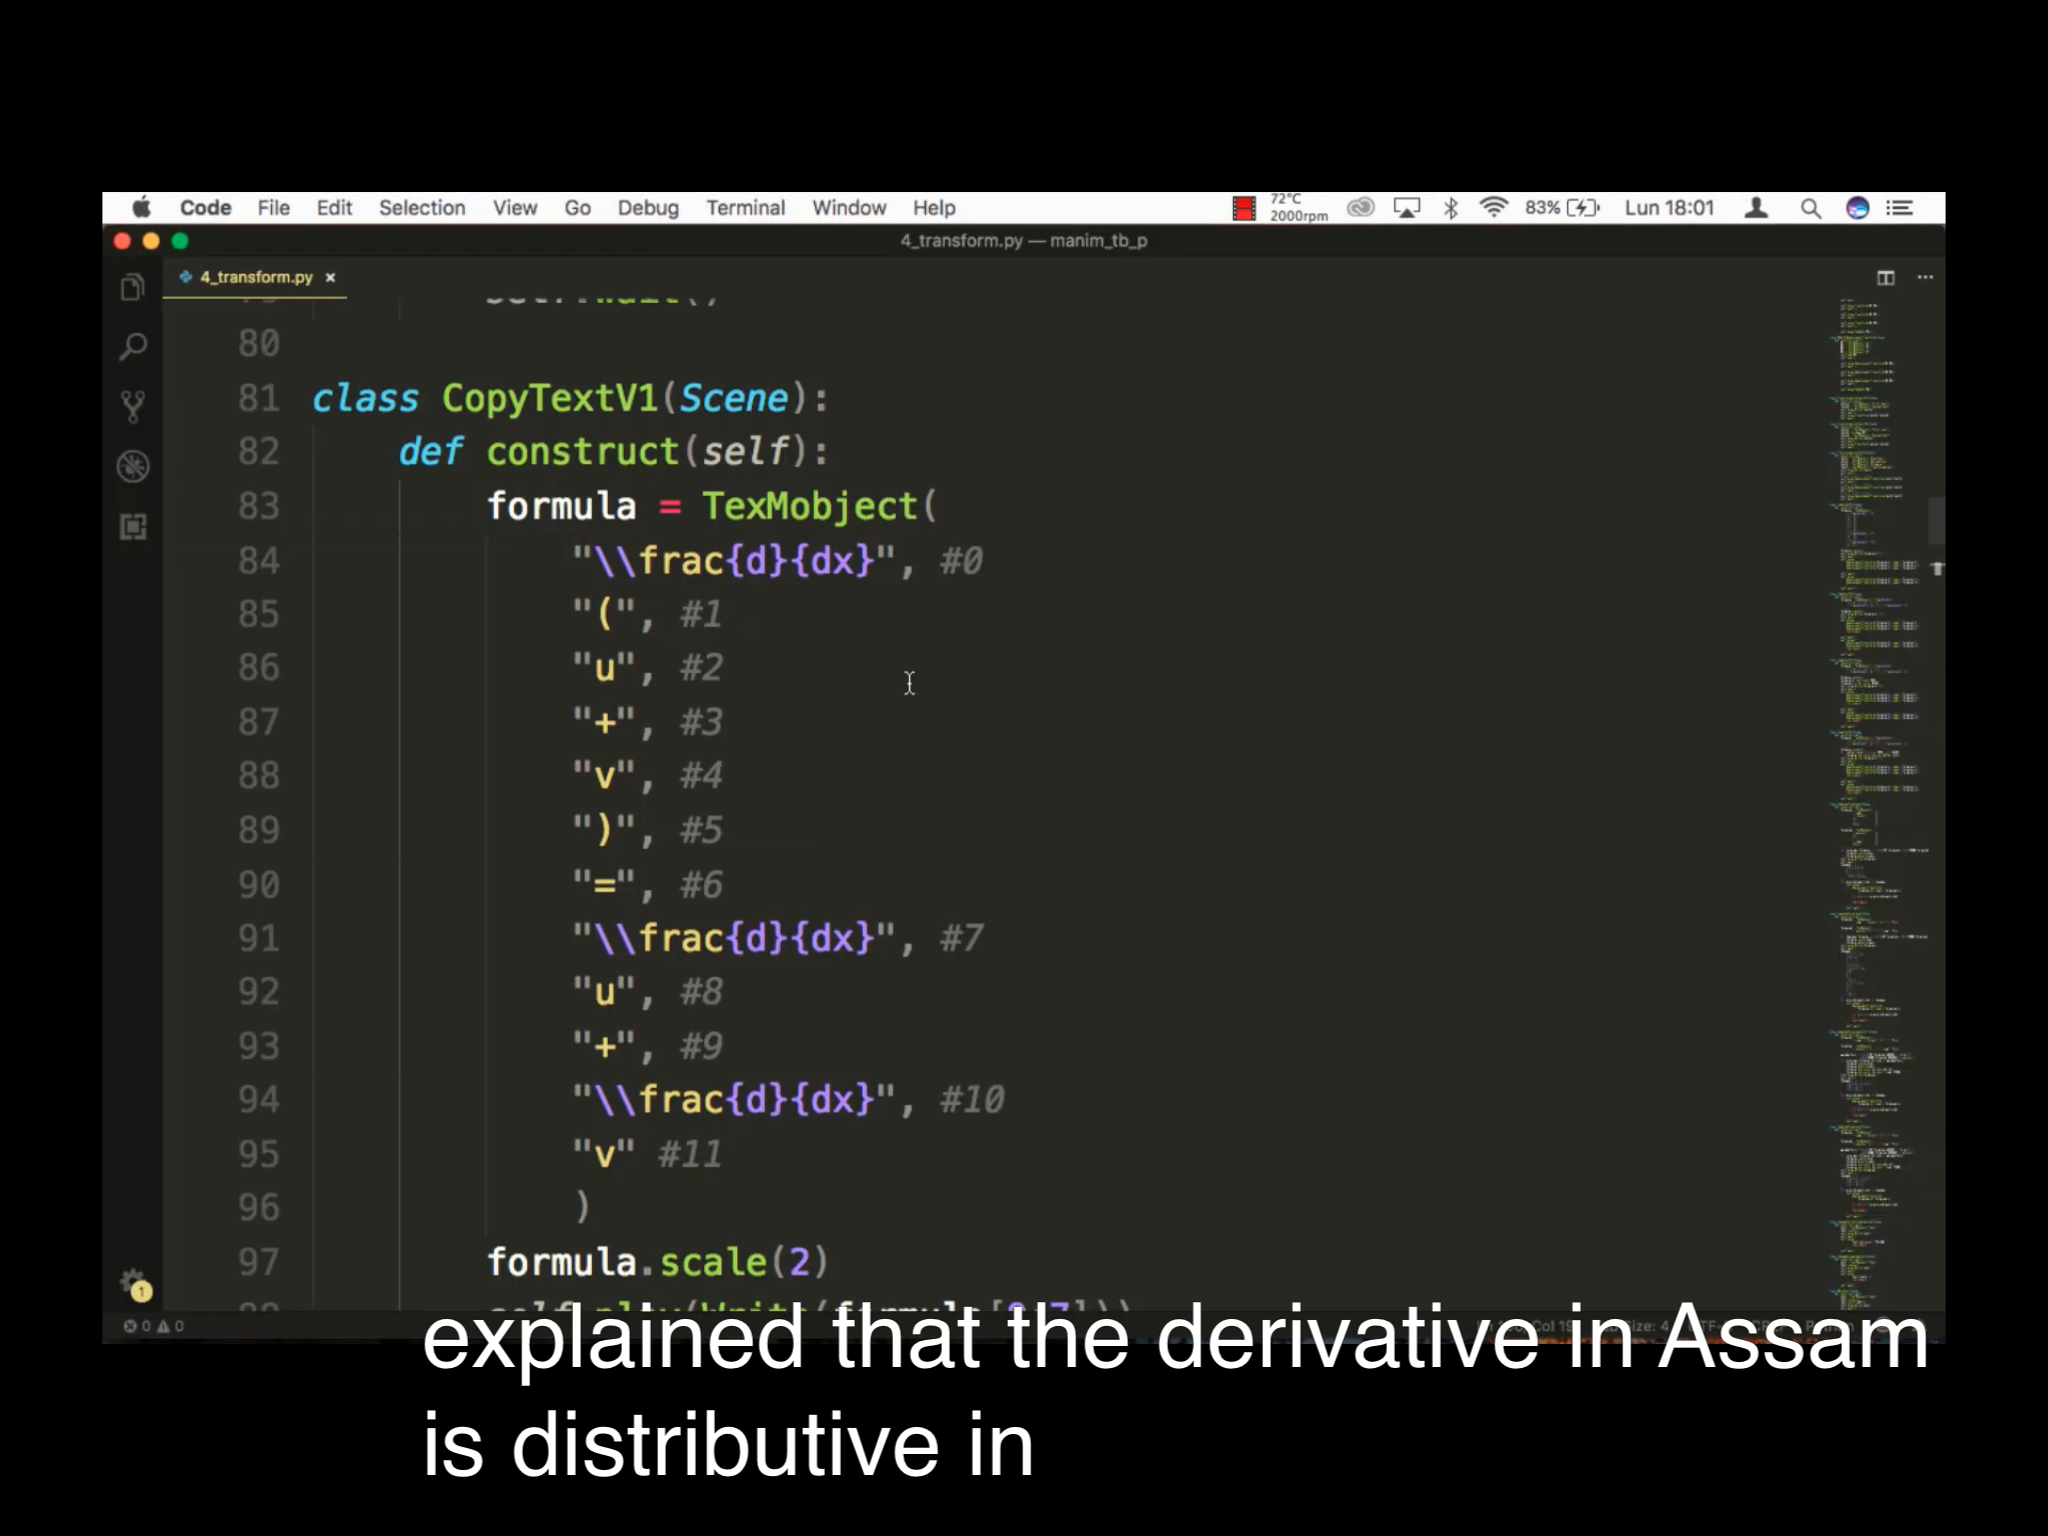 Code File Edit Selection View Go Debug Terminal Window Help 72°C 2000rpm 83% Lun 18:01
4_transform.py — manim_tb_p
4_transform.py ×
80
81 class CopyTextV1(Scene):
82 def construct(self):
83 formula = TexMobject(
84 "\\frac{d}{dx}", #0
85 "(", #1
86 "u", #2
87 "+", #3
88 "v", #4
89 ")", #5
90 "=", #6
91 "\\frac{d}{dx}", #7
92 "u", #8
93 "+", #9
94 "\\frac{d}{dx}", #10
95 "v" #11
96 )
97 formula.scale(2)
1
0 0
explained that the derivative in Assam
is distributive in